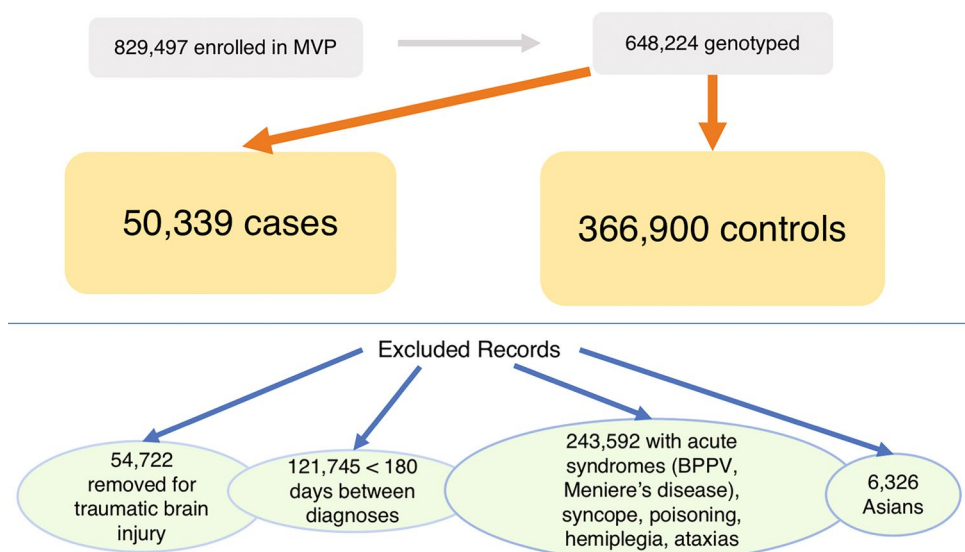 829,497 enrolled in MVP
648,224 genotyped
50,339 cases
366,900 controls
Excluded Records
54,722
removed for
traumatic brain
injury
121,745 < 180
days between
diagnoses
243,592 with acute
syndromes (BPPV,
Meniere's disease),
syncope, poisoning,
hemiplegia, ataxias
6,326
Asians